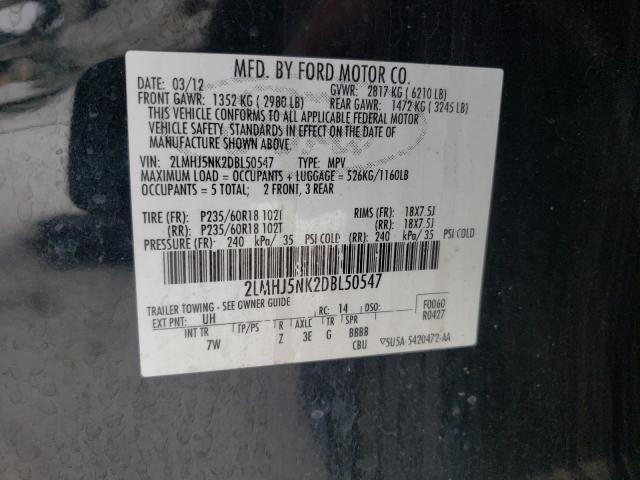 MFD. BY FORD MOTOR CO.
DATE: 03/12 GVWR: 2817 KG ( 6210 LB)
FRONT GAWR: 1352 KG ( 2980 LB) REAR GAWR: 1472 KG ( 3245 LB)
THIS VEHICLE CONFORMS TO ALL APPLICABLE FEDERAL MOTOR
VEHICLE SAFETY STANDARDS IN EFFECT ON THE DATE OF
MANUFACTURE SHOWN ABOVE.
VIN: 2LMHJ5NK2DBL50547 TYPE: MPV
MAXIMUM LOAD = OCCUPANTS + LUGGAGE = 526KG/1160LB
OCCUPANTS = 5 TOTAL; 2 FRONT, 3 REAR
TIRE (FR): P235/60R18 102T RIMS (FR): 18X7.5J
(RR): P235/60R18 102T (RR): 18X7.5J
PRESSURE (FR): 240 kPa/ 35 PSI COLD (RR): 240 kPa/ 35 PSI COLD
2LMHJ5NK2DBL50547
TRAILER TOWING - SEE OWNER GUIDE
EXT PNT: UH RC: 14 DSO: F0060
R0427
INT TR TP/PS R AXLE TR SPR
7W Z 3E G BBBB
CBU 5U5A 5420472-AA